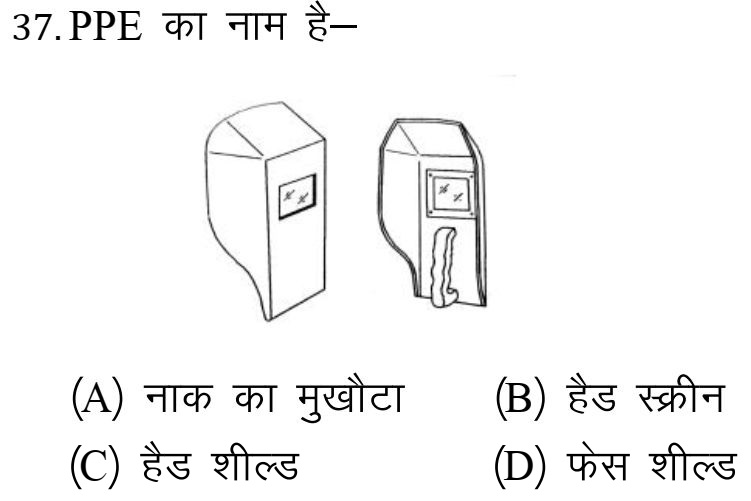 37. PPE का नाम है—
(A) नाक का मुखौटा (B) हैड स्क्रीन
(C) हैड शील्ड (D) फेस शील्ड